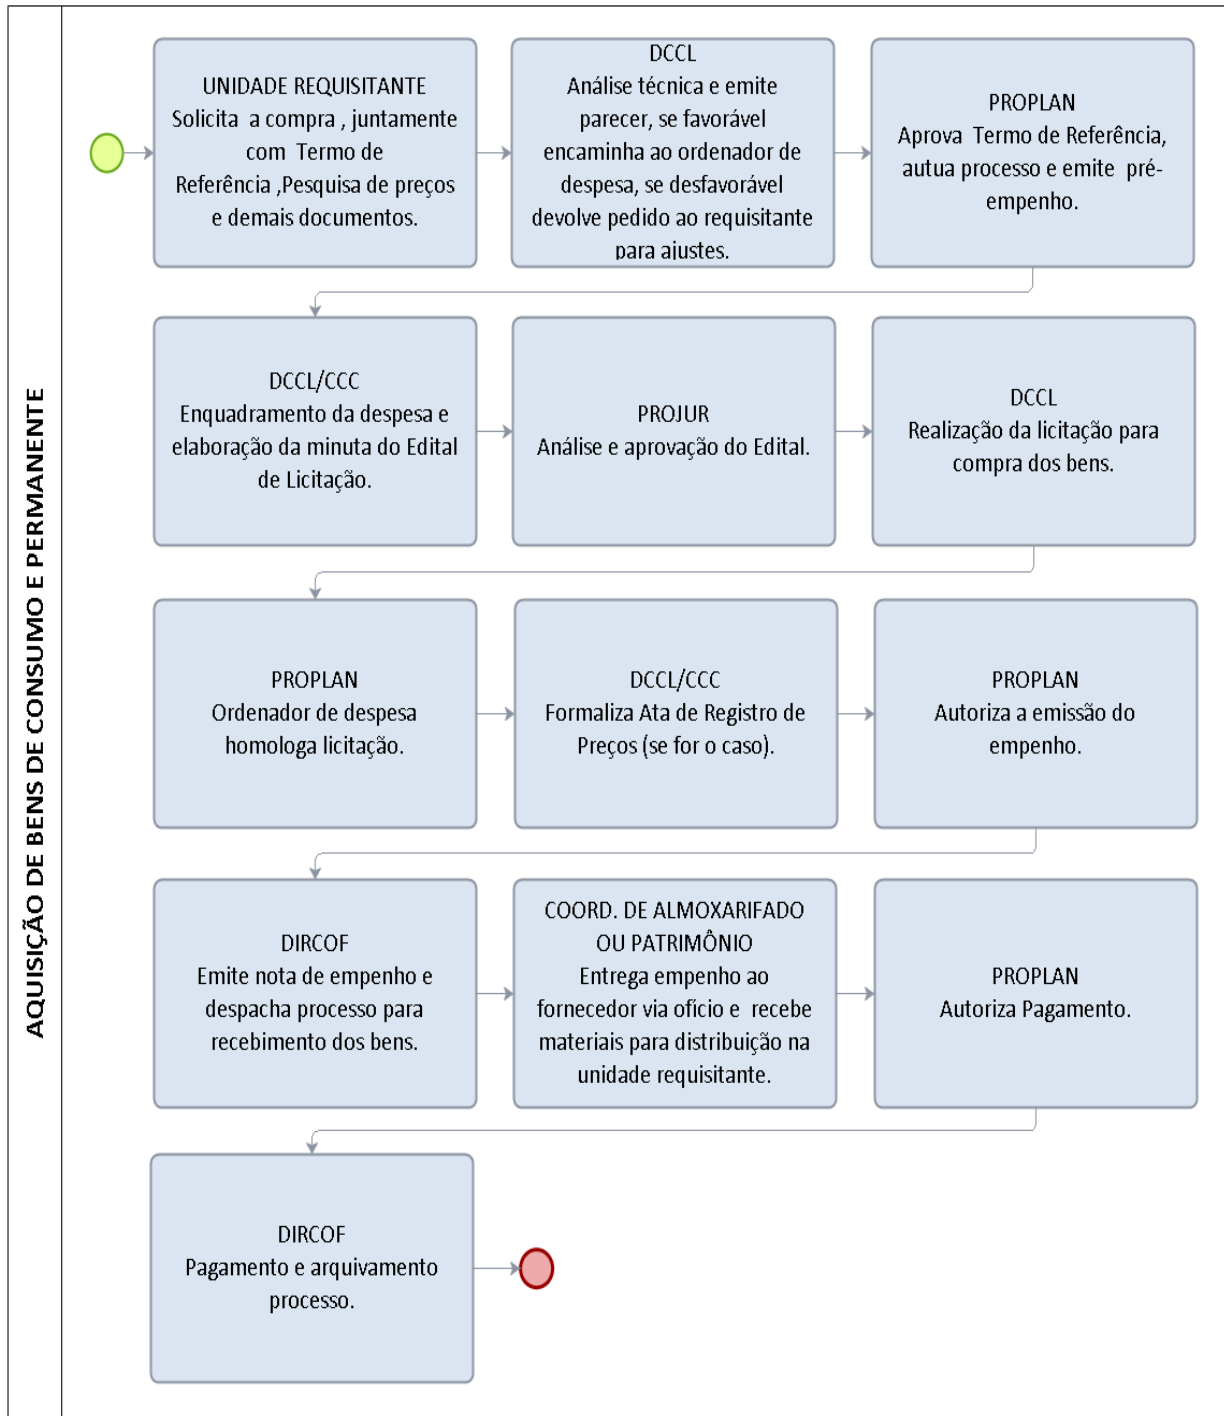 AQUISIÇÃO DE BENS DE CONSUMO E PERMANENTE
UNIDADE REQUISITANTE
Solicita a compra , juntamente
com Termo de
Referência ,Pesquisa de preços
e demais documentos.
DCCL
Análise técnica e emite
parecer, se favorável
encaminha ao ordenador de
despesa, se desfavorável
devolve pedido ao requisitante
para ajustes.
PROPLAN
Aprova Termo de Referência,
autua processo e emite pré-
empenho.
DCCL/CCC
Enquadramento da despesa e
elaboração da minuta do Edital
de Licitação.
PROJUR
Análise e aprovação do Edital.
DCCL
Realização da licitação para
compra dos bens.
PROPLAN
Ordenador de despesa
homologa licitação.
DCCL/CCC
Formaliza Ata de Registro de
Preços (se for o caso).
PROPLAN
Autoriza a emissão do
empenho.
DIRCOF
Emite nota de empenho e
despacha processo para
recebimento dos bens.
COORD. DE ALMOXARIFADO
OU PATRIMÔNIO
Entrega empenho ao
fornecedor via ofício e recebe
materiais para distribuição na
unidade requisitante.
PROPLAN
Autoriza Pagamento.
DIRCOF
Pagamento e arquivamento
processo.